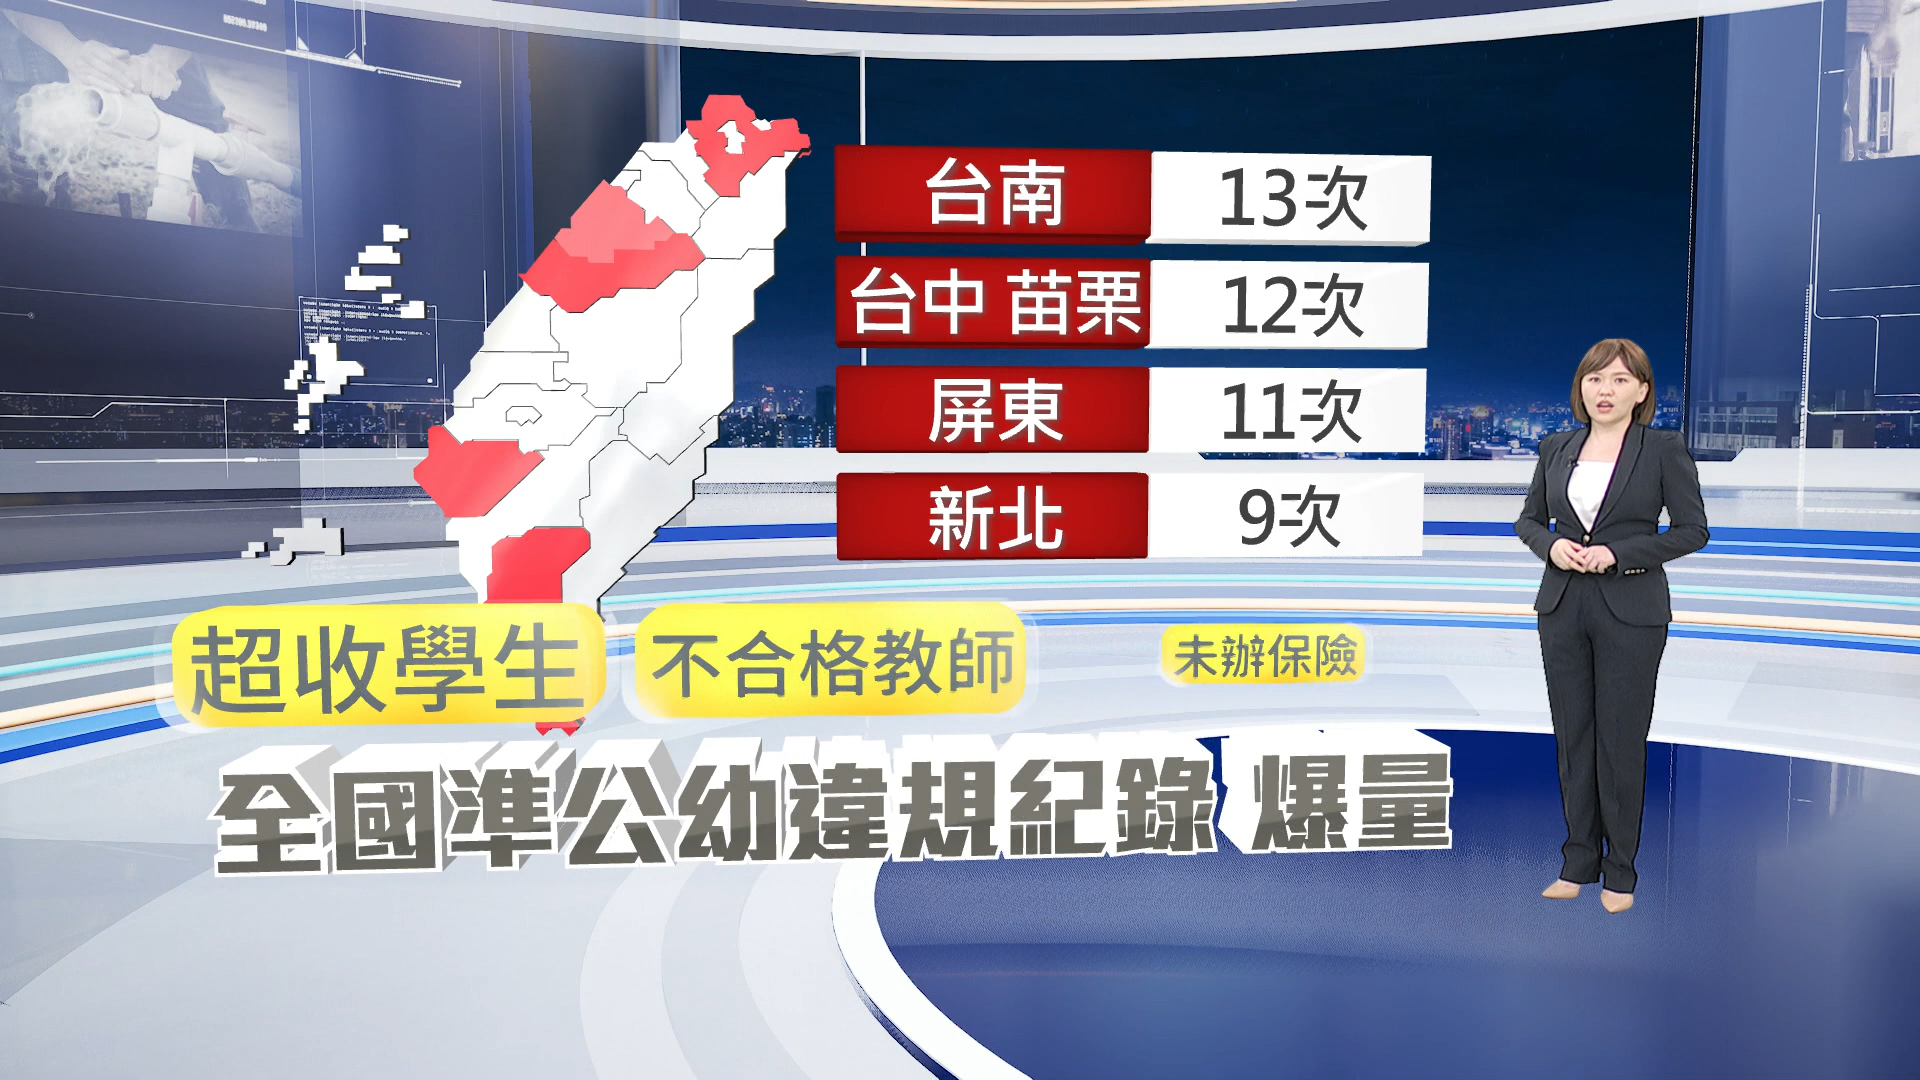 台南 13次
台中 苗栗 12次
屏東 11次
新北 9次
超收學生 不合格教師 未辦保險
全國準公幼違規紀錄 爆量